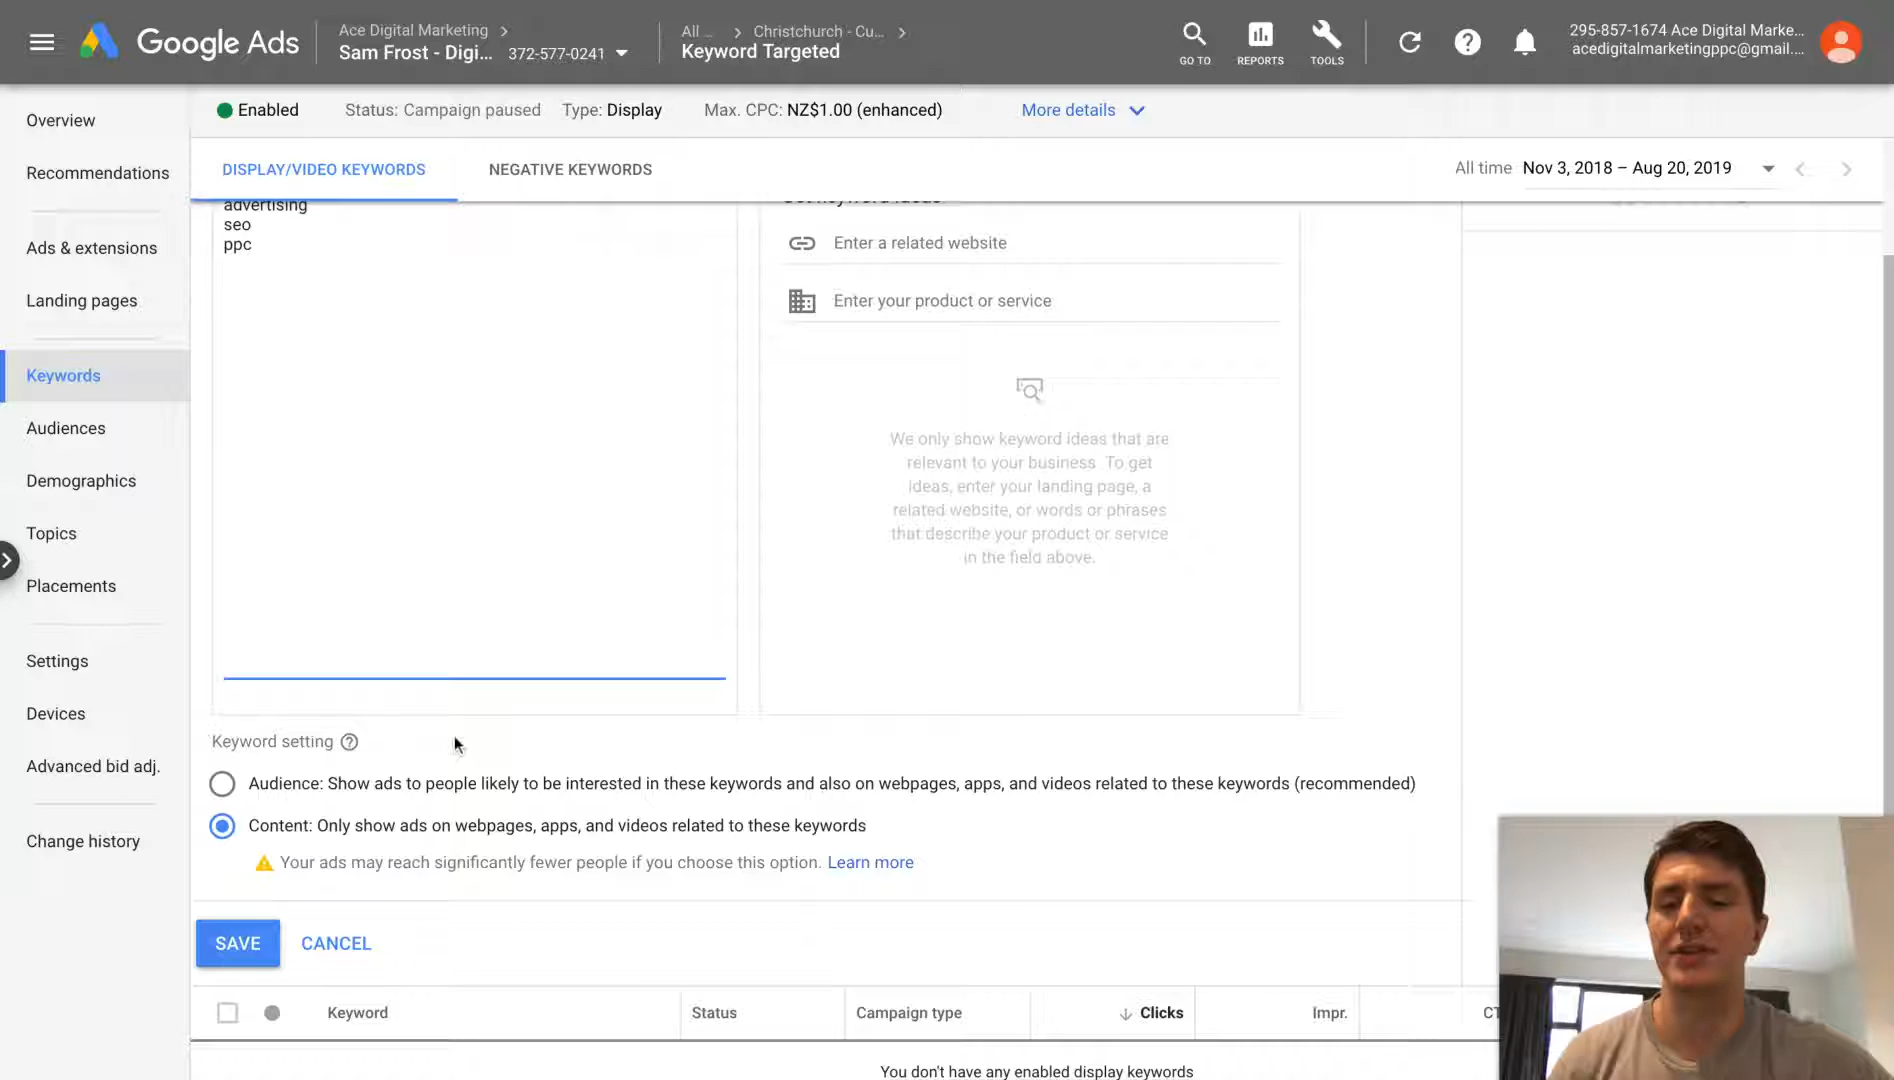 Google Ads
Ace Digital Marketing
Sam Frost - Digi... 372-577-0241
All ...
Christchurch - Cu...
Keyword Targeted
GO TO
REPORTS
TOOLS
295-857-1674 Ace Digital Marke...
acedigitalmarketingppc@gmail....
Enabled
Status: Campaign paused
Type: Display
Max. CPC: NZ$1.00 (enhanced)
More details
DISPLAY/VIDEO KEYWORDS
NEGATIVE KEYWORDS
All time Nov 3, 2018 – Aug 20, 2019
Overview
Recommendations
Ads & extensions
Landing pages
Keywords
Audiences
Demographics
Topics
Placements
Settings
Devices
Advanced bid adj.
Change history
advertising
seo
ppc
Get keyword ideas
Enter a related website
Enter your product or service
We only show keyword ideas that are
relevant to your business. To get
ideas, enter your landing page, a
related website, or words or phrases
that describe your product or service
in the field above.
Keyword setting
Audience: Show ads to people likely to be interested in these keywords and also on webpages, apps, and videos related to these keywords (recommended)
Content: Only show ads on webpages, apps, and videos related to these keywords
Your ads may reach significantly fewer people if you choose this option. Learn more
SAVE
CANCEL
Keyword
Status
Campaign type
Clicks
Impr.
CT
You don't have any enabled display keywords